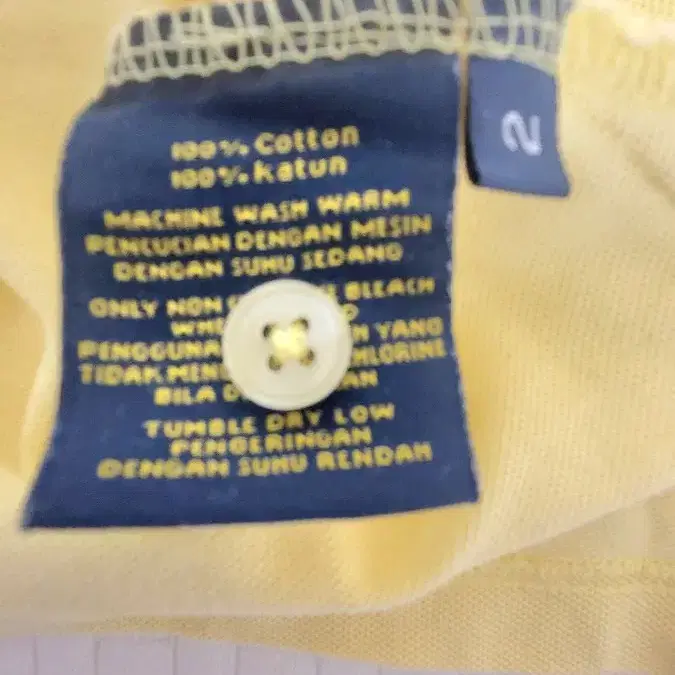 100% Cotton
100% Katun
MACHINE WASH WARM
PENCUCIAN DENGAN MESIN
DENGAN SUHU SEDANG
ONLY NON BLEACH
PENGGUNA YANG
TIDAK
BILA
TUMBLE DRY LOW
PENGERINGAN
DENGAN SUHU RENDAH
2